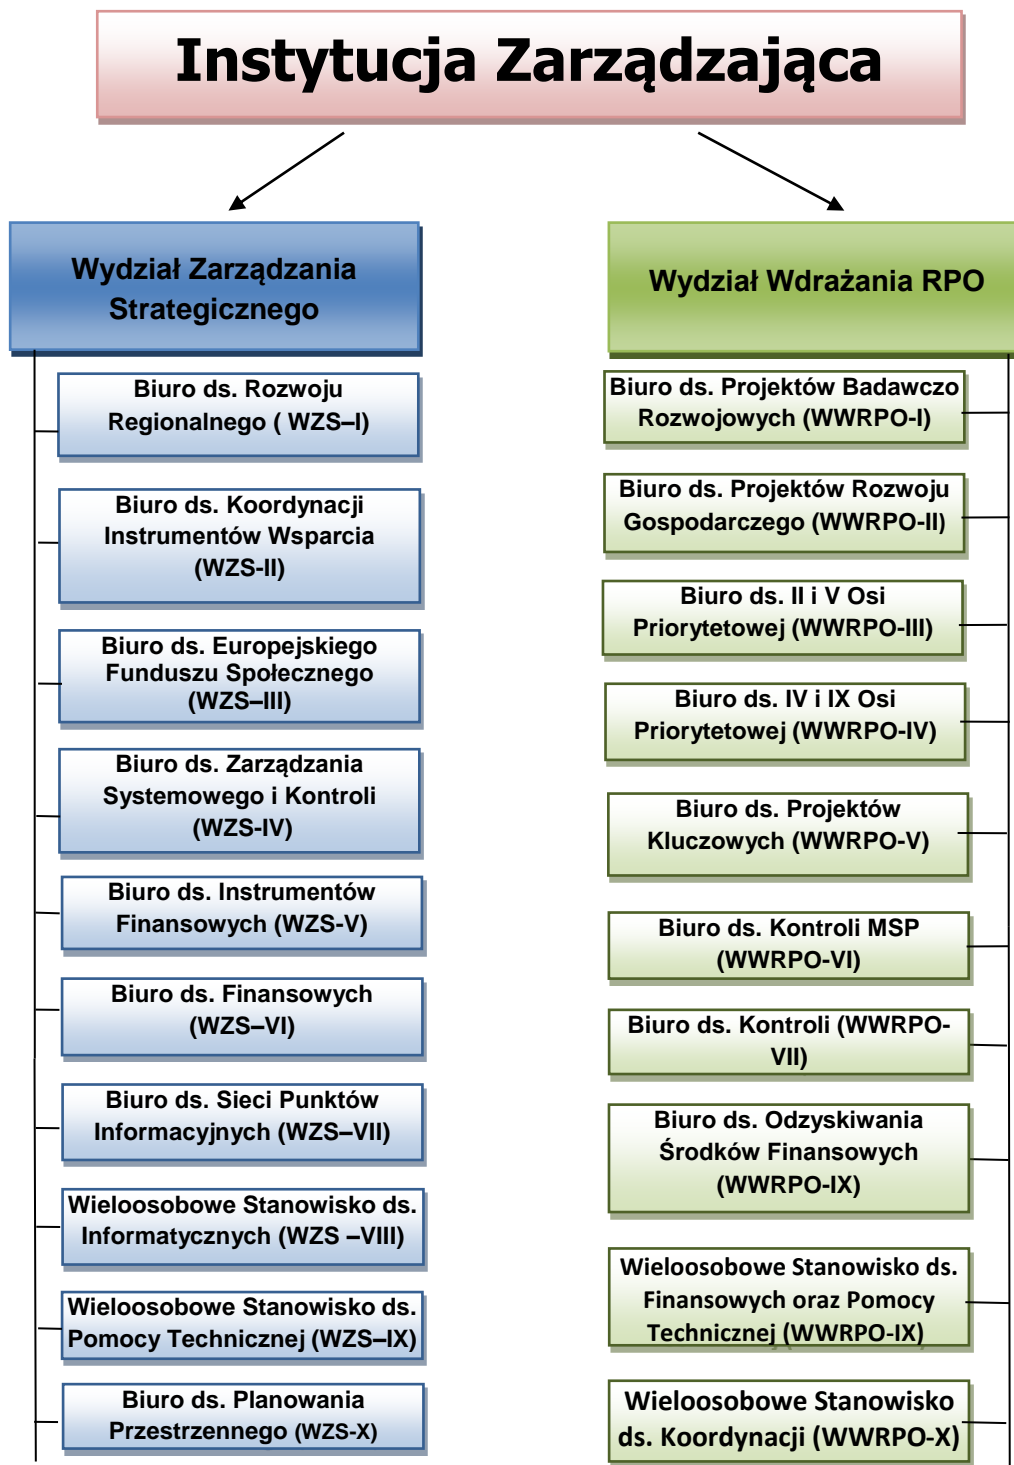 Instytucja Zarządzająca
Wydział Zarządzania
Strategicznego
Biuro ds. Rozwoju
Regionalnego ( WZS–I)
Biuro ds. Koordynacji
Instrumentów Wsparcia
(WZS-II)
Biuro ds. Europejskiego
Funduszu Społecznego
(WZS–III)
Biuro ds. Zarządzania
Systemowego i Kontroli
(WZS-IV)
Biuro ds. Instrumentów
Finansowych (WZS-V)
Biuro ds. Finansowych
(WZS–VI)
Biuro ds. Sieci Punktów
Informacyjnych (WZS–VII)
Wieloosobowe Stanowisko ds.
Informatycznych (WZS –VIII)
Wieloosobowe Stanowisko ds.
Pomocy Technicznej (WZS–IX)
Biuro ds. Planowania
Przestrzennego (WZS-X)
Wydział Wdrażania RPO
Biuro ds. Projektów Badawczo
Rozwojowych (WWRPO-I)
Biuro ds. Projektów Rozwoju
Gospodarczego (WWRPO-II)
Biuro ds. II i V Osi
Priorytetowej (WWRPO-III)
Biuro ds. IV i IX Osi
Priorytetowej (WWRPO-IV)
Biuro ds. Projektów
Kluczowych (WWRPO-V)
Biuro ds. Kontroli MSP
(WWRPO-VI)
Biuro ds. Kontroli (WWRPO-
VII)
Biuro ds. Odzyskiwania
Środków Finansowych
(WWRPO-IX)
Wieloosobowe Stanowisko ds.
Finansowych oraz Pomocy
Technicznej (WWRPO-IX)
Wieloosobowe Stanowisko
ds. Koordynacji (WWRPO-X)